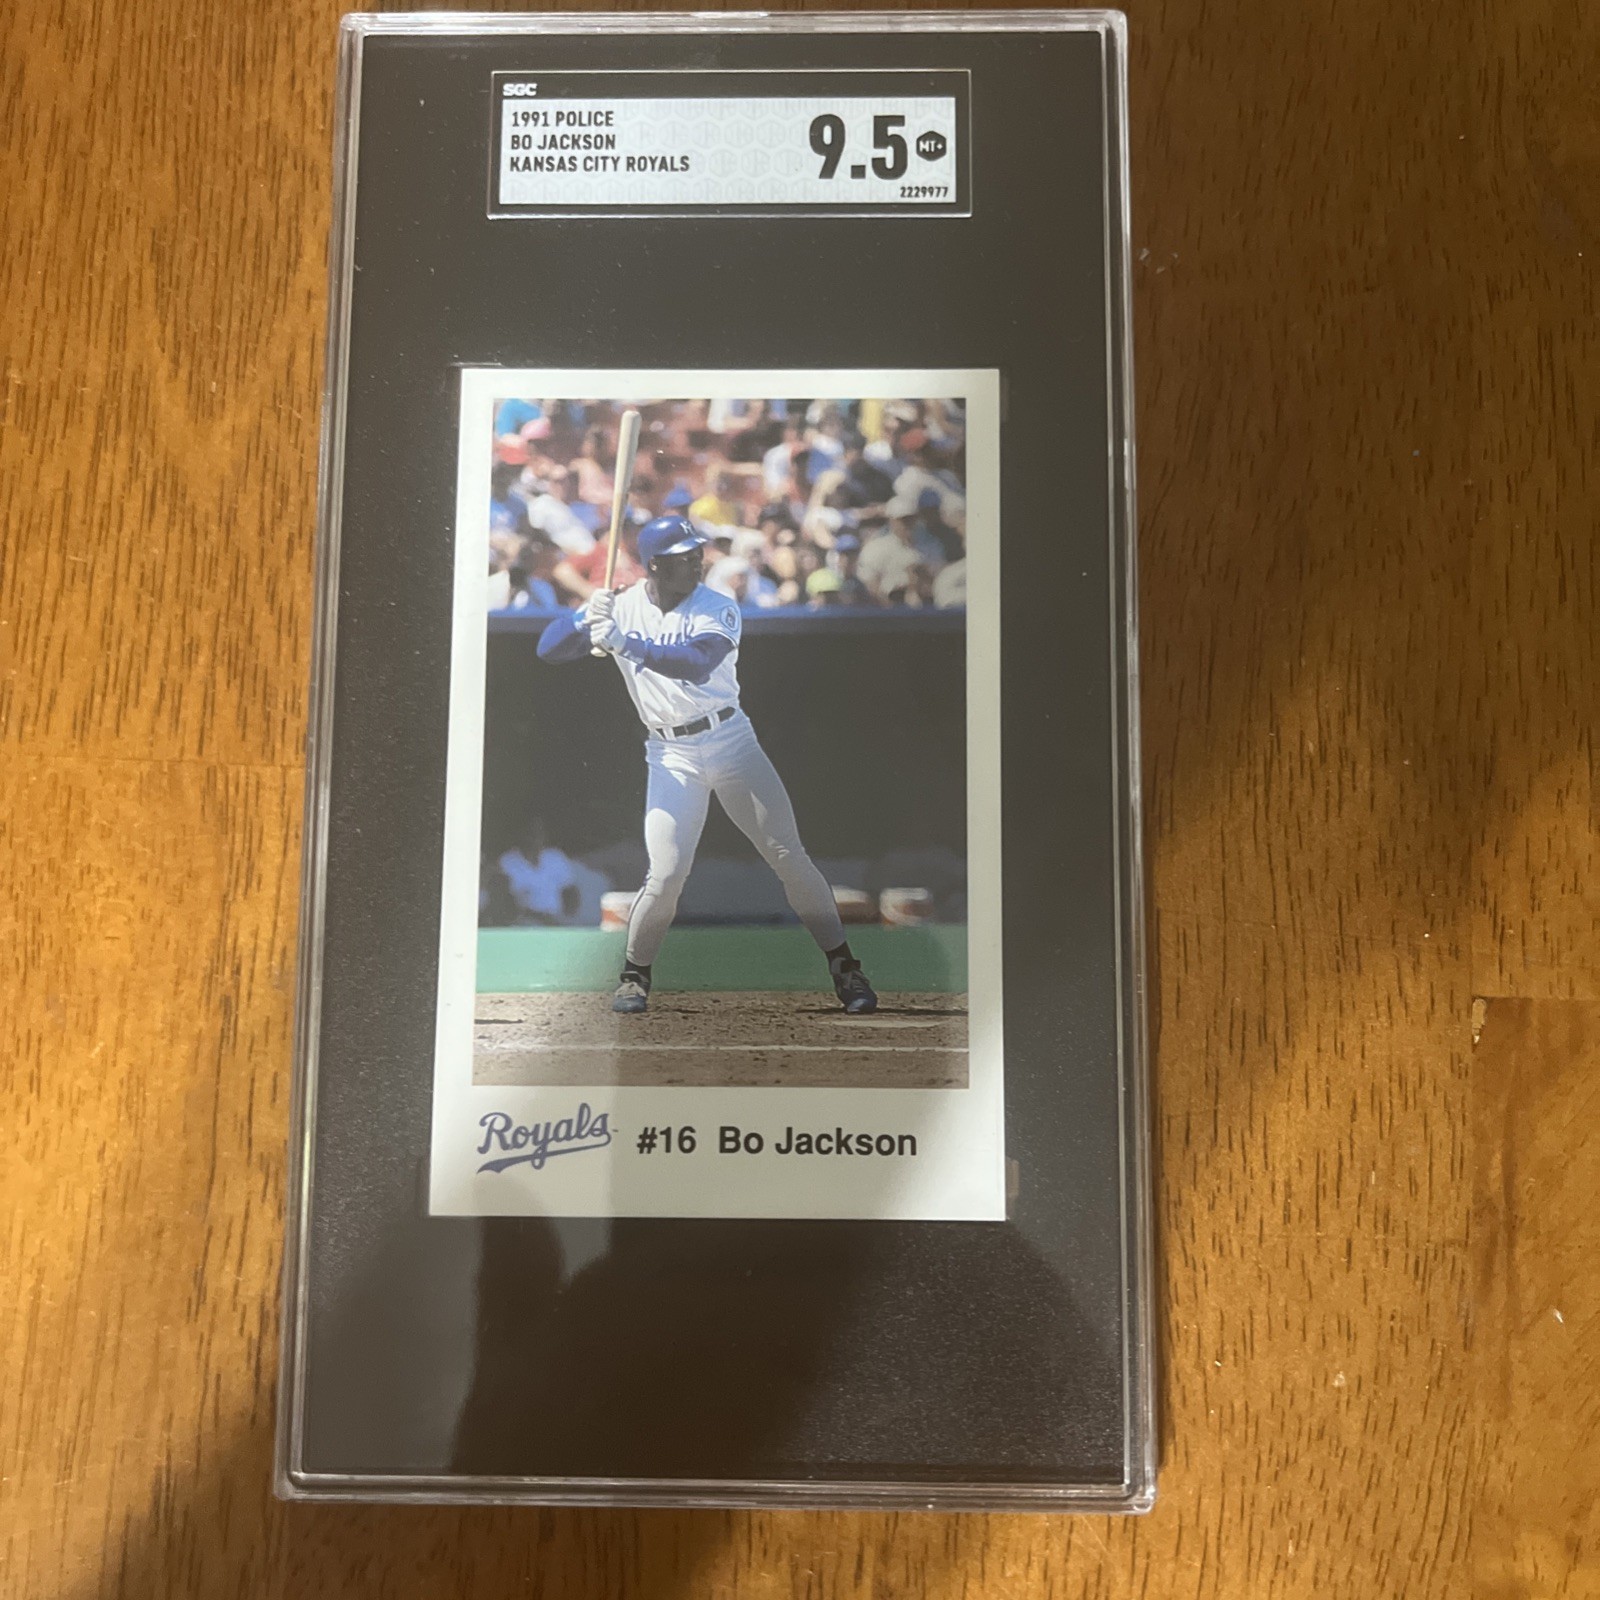 SGC
1991 POLICE
BO JACKSON
KANSAS CITY ROYALS
9.5 MT+
2229977
Royals #16 Bo Jackson